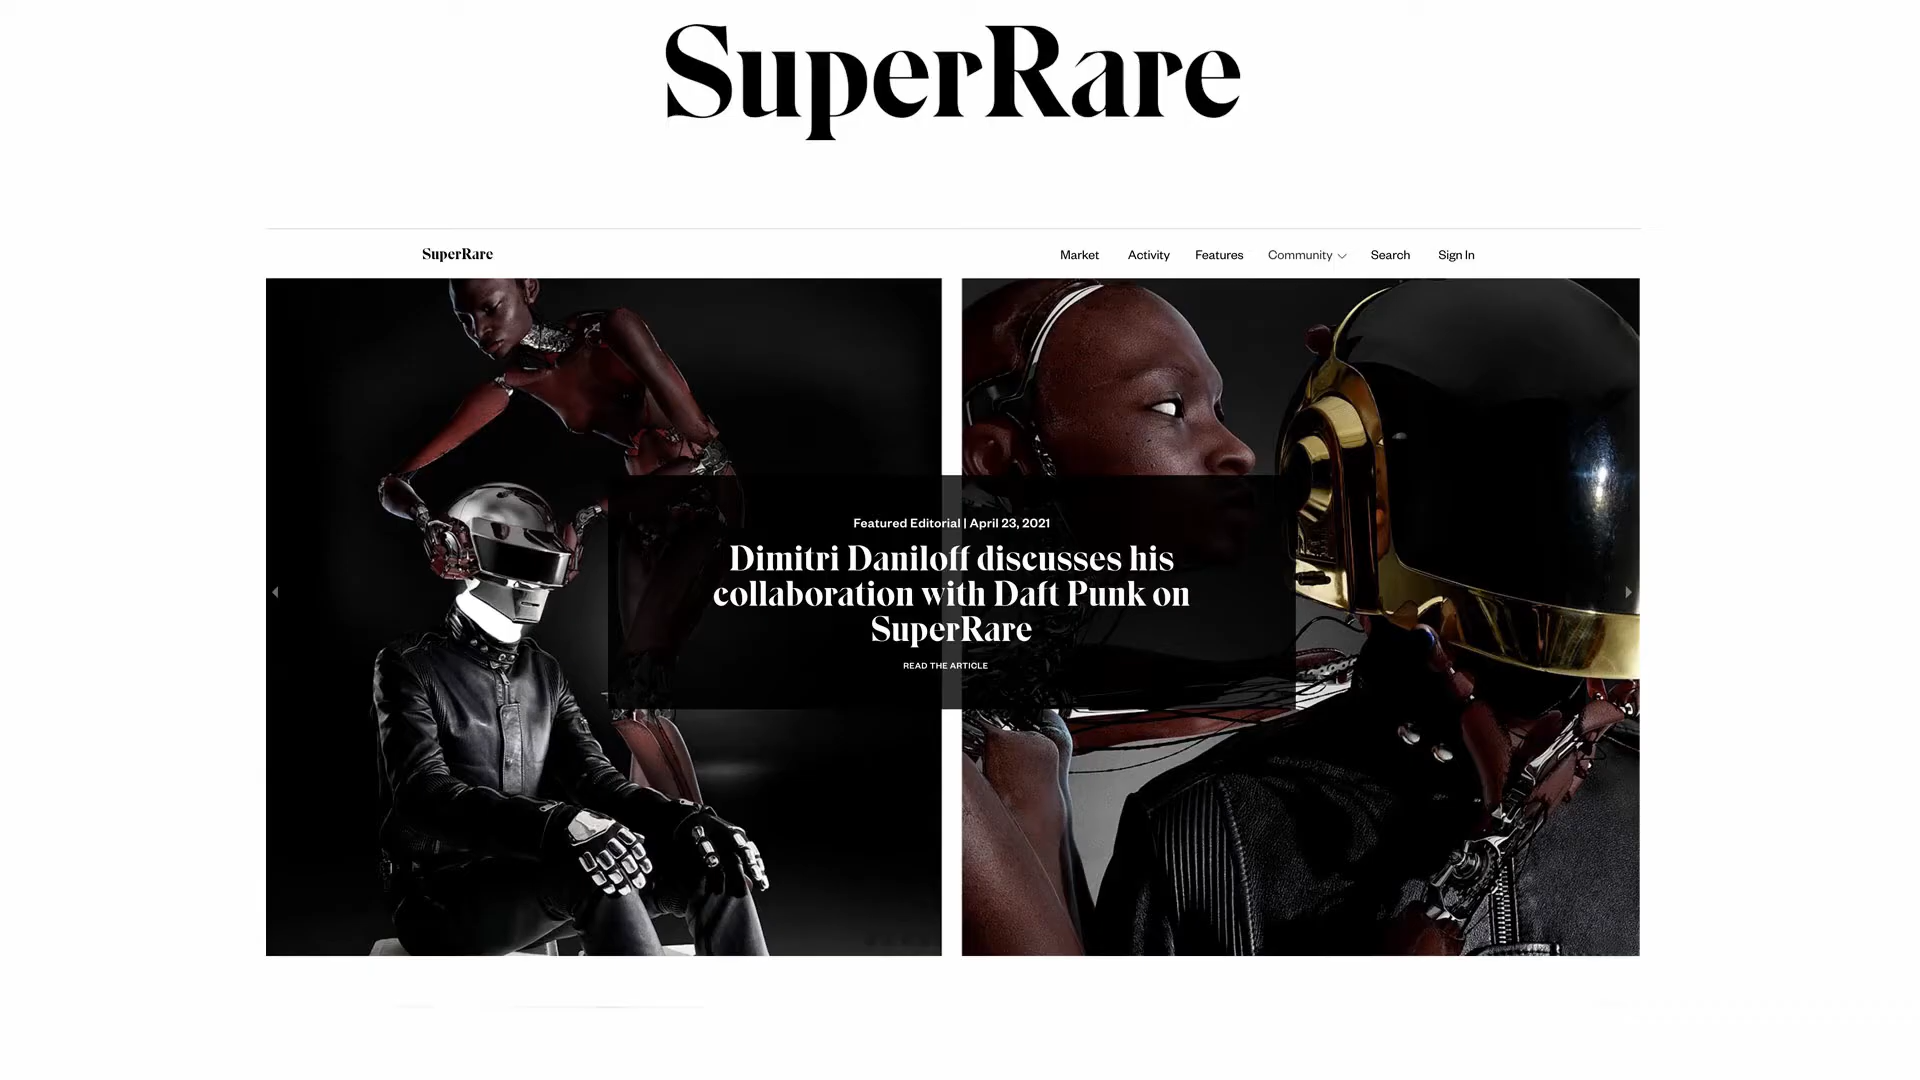 SuperRare
SuperRare
Market Activity Features Community Search Sign In
Featured Editorial | April 23, 2021
Dimitri Daniloff discusses his
collaboration with Daft Punk on
SuperRare
READ THE ARTICLE